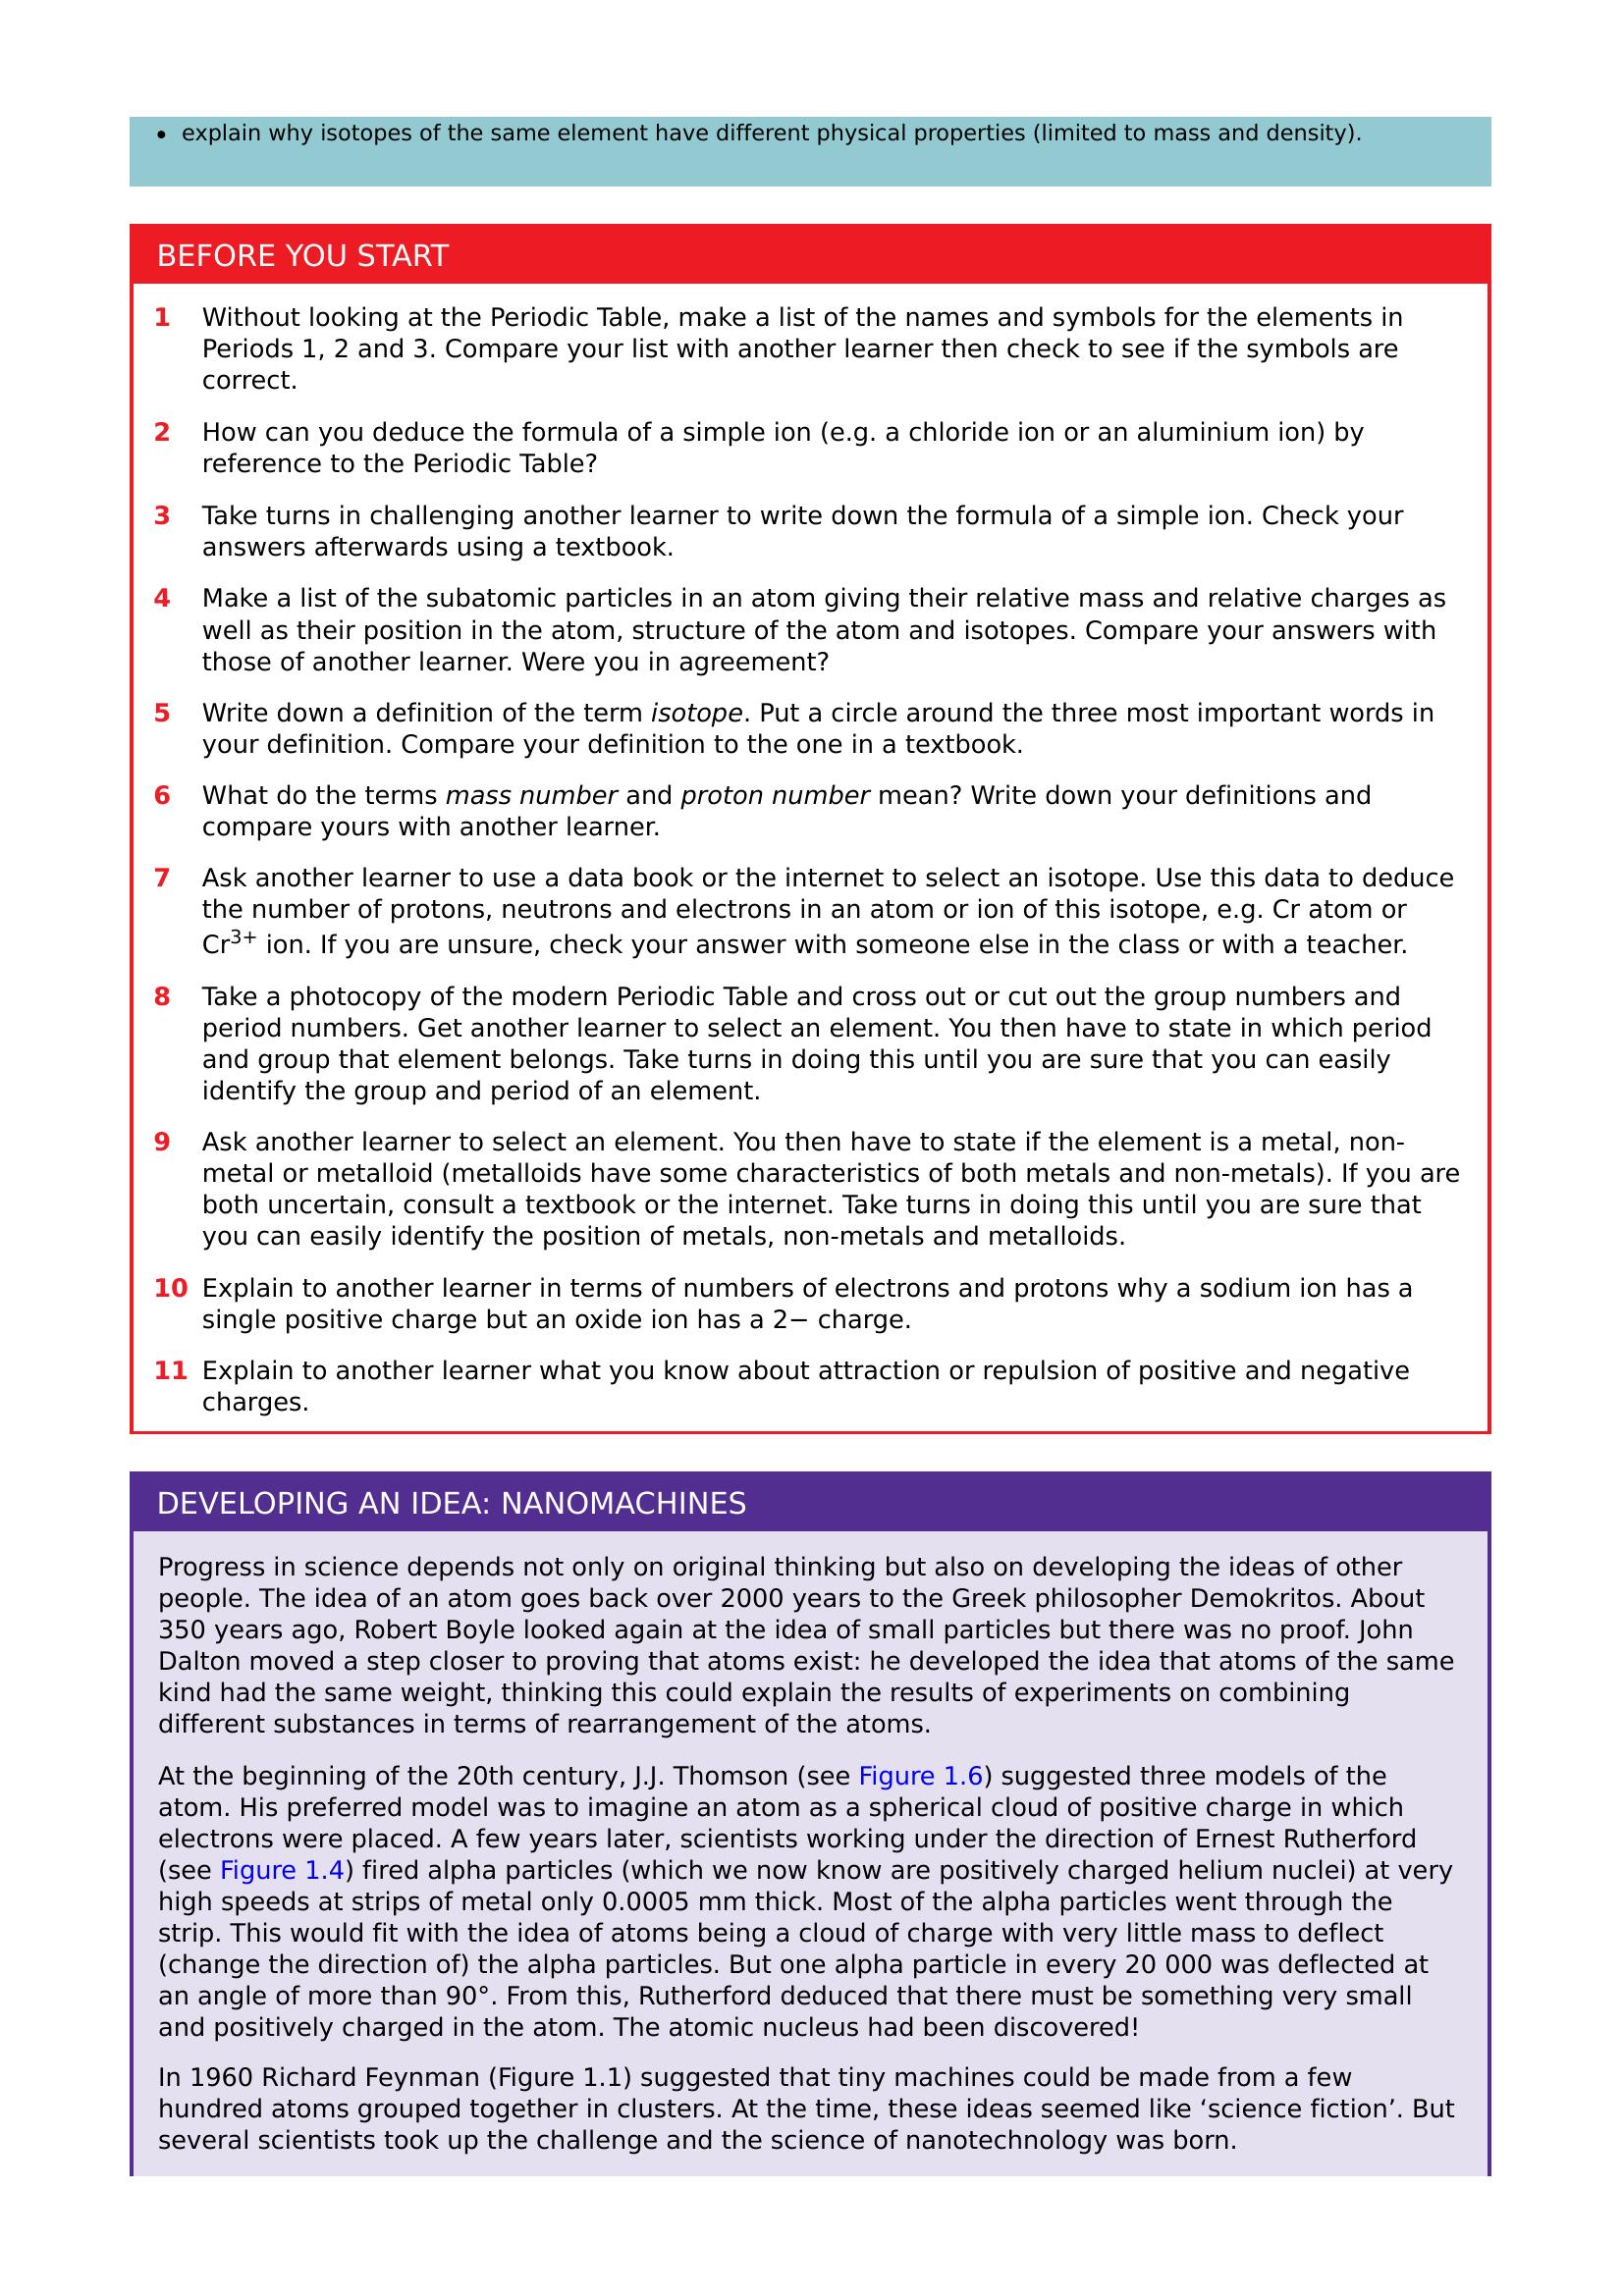 • explain why isotopes of the same element have different physical properties (limited to mass and density).
BEFORE YOU START
1 Without looking at the Periodic Table, make a list of the names and symbols for the elements in
Periods 1, 2 and 3. Compare your list with another learner then check to see if the symbols are
correct.
2 How can you deduce the formula of a simple ion (e.g. a chloride ion or an aluminium ion) by
reference to the Periodic Table?
3 Take turns in challenging another learner to write down the formula of a simple ion. Check your
answers afterwards using a textbook.
4 Make a list of the subatomic particles in an atom giving their relative mass and relative charges as
well as their position in the atom, structure of the atom and isotopes. Compare your answers with
those of another learner. Were you in agreement?
5 Write down a definition of the term isotope. Put a circle around the three most important words in
your definition. Compare your definition to the one in a textbook.
6 What do the terms mass number and proton number mean? Write down your definitions and
compare yours with another learner.
7 Ask another learner to use a data book or the internet to select an isotope. Use this data to deduce
the number of protons, neutrons and electrons in an atom or ion of this isotope, e.g. Cr atom or
Cr³⁺ ion. If you are unsure, check your answer with someone else in the class or with a teacher.
8 Take a photocopy of the modern Periodic Table and cross out or cut out the group numbers and
period numbers. Get another learner to select an element. You then have to state in which period
and group that element belongs. Take turns in doing this until you are sure that you can easily
identify the group and period of an element.
9 Ask another learner to select an element. You then have to state if the element is a metal, non-
metal or metalloid (metalloids have some characteristics of both metals and non-metals). If you are
both uncertain, consult a textbook or the internet. Take turns in doing this until you are sure that
you can easily identify the position of metals, non-metals and metalloids.
10 Explain to another learner in terms of numbers of electrons and protons why a sodium ion has a
single positive charge but an oxide ion has a 2− charge.
11 Explain to another learner what you know about attraction or repulsion of positive and negative
charges.
DEVELOPING AN IDEA: NANOMACHINES
Progress in science depends not only on original thinking but also on developing the ideas of other
people. The idea of an atom goes back over 2000 years to the Greek philosopher Demokritos. About
350 years ago, Robert Boyle looked again at the idea of small particles but there was no proof. John
Dalton moved a step closer to proving that atoms exist: he developed the idea that atoms of the same
kind had the same weight, thinking this could explain the results of experiments on combining
different substances in terms of rearrangement of the atoms.
At the beginning of the 20th century, J.J. Thomson (see Figure 1.6) suggested three models of the
atom. His preferred model was to imagine an atom as a spherical cloud of positive charge in which
electrons were placed. A few years later, scientists working under the direction of Ernest Rutherford
(see Figure 1.4) fired alpha particles (which we now know are positively charged helium nuclei) at very
high speeds at strips of metal only 0.0005 mm thick. Most of the alpha particles went through the
strip. This would fit with the idea of atoms being a cloud of charge with very little mass to deflect
(change the direction of) the alpha particles. But one alpha particle in every 20 000 was deflected at
an angle of more than 90°. From this, Rutherford deduced that there must be something very small
and positively charged in the atom. The atomic nucleus had been discovered!
In 1960 Richard Feynman (Figure 1.1) suggested that tiny machines could be made from a few
hundred atoms grouped together in clusters. At the time, these ideas seemed like ‘science fiction’. But
several scientists took up the challenge and the science of nanotechnology was born.